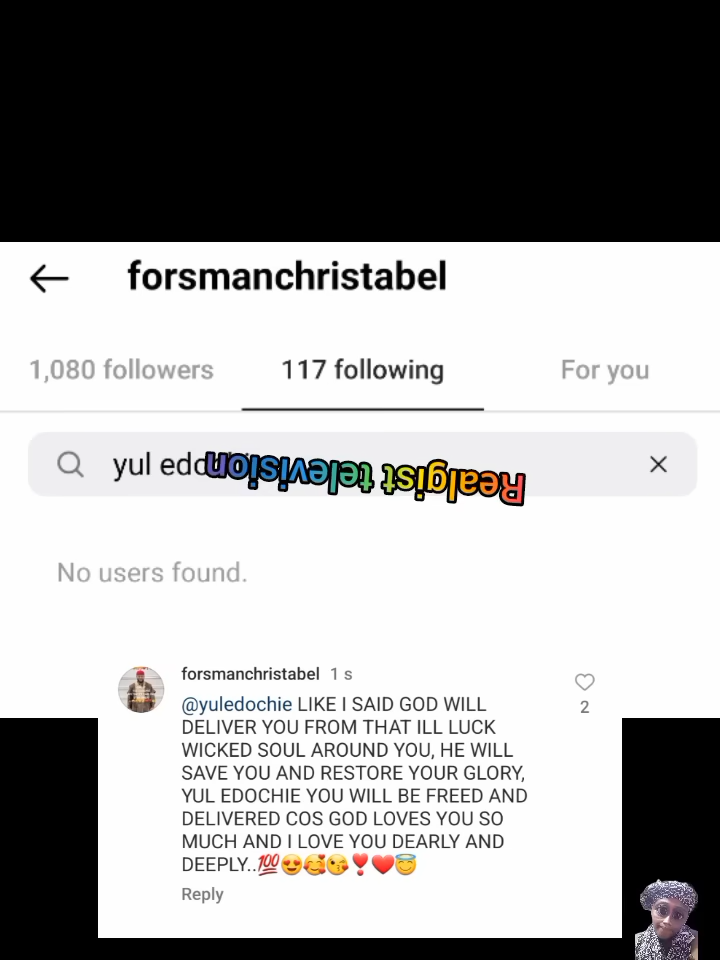 forsmanchristabel
1,080 followers 117 following For you
yul edo
Realgist television
No users found.
forsmanchristabel 1 s
@yuledochie LIKE I SAID GOD WILL
2
DELIVER YOU FROM THAT ILL LUCK
WICKED SOUL AROUND YOU, HE WILL
SAVE YOU AND RESTORE YOUR GLORY,
YUL EDOCHIE YOU WILL BE FREED AND
DELIVERED COS GOD LOVES YOU SO
MUCH AND I LOVE YOU DEARLY AND
DEEPLY..💯😍🥰😘❣️❤️😇
Reply